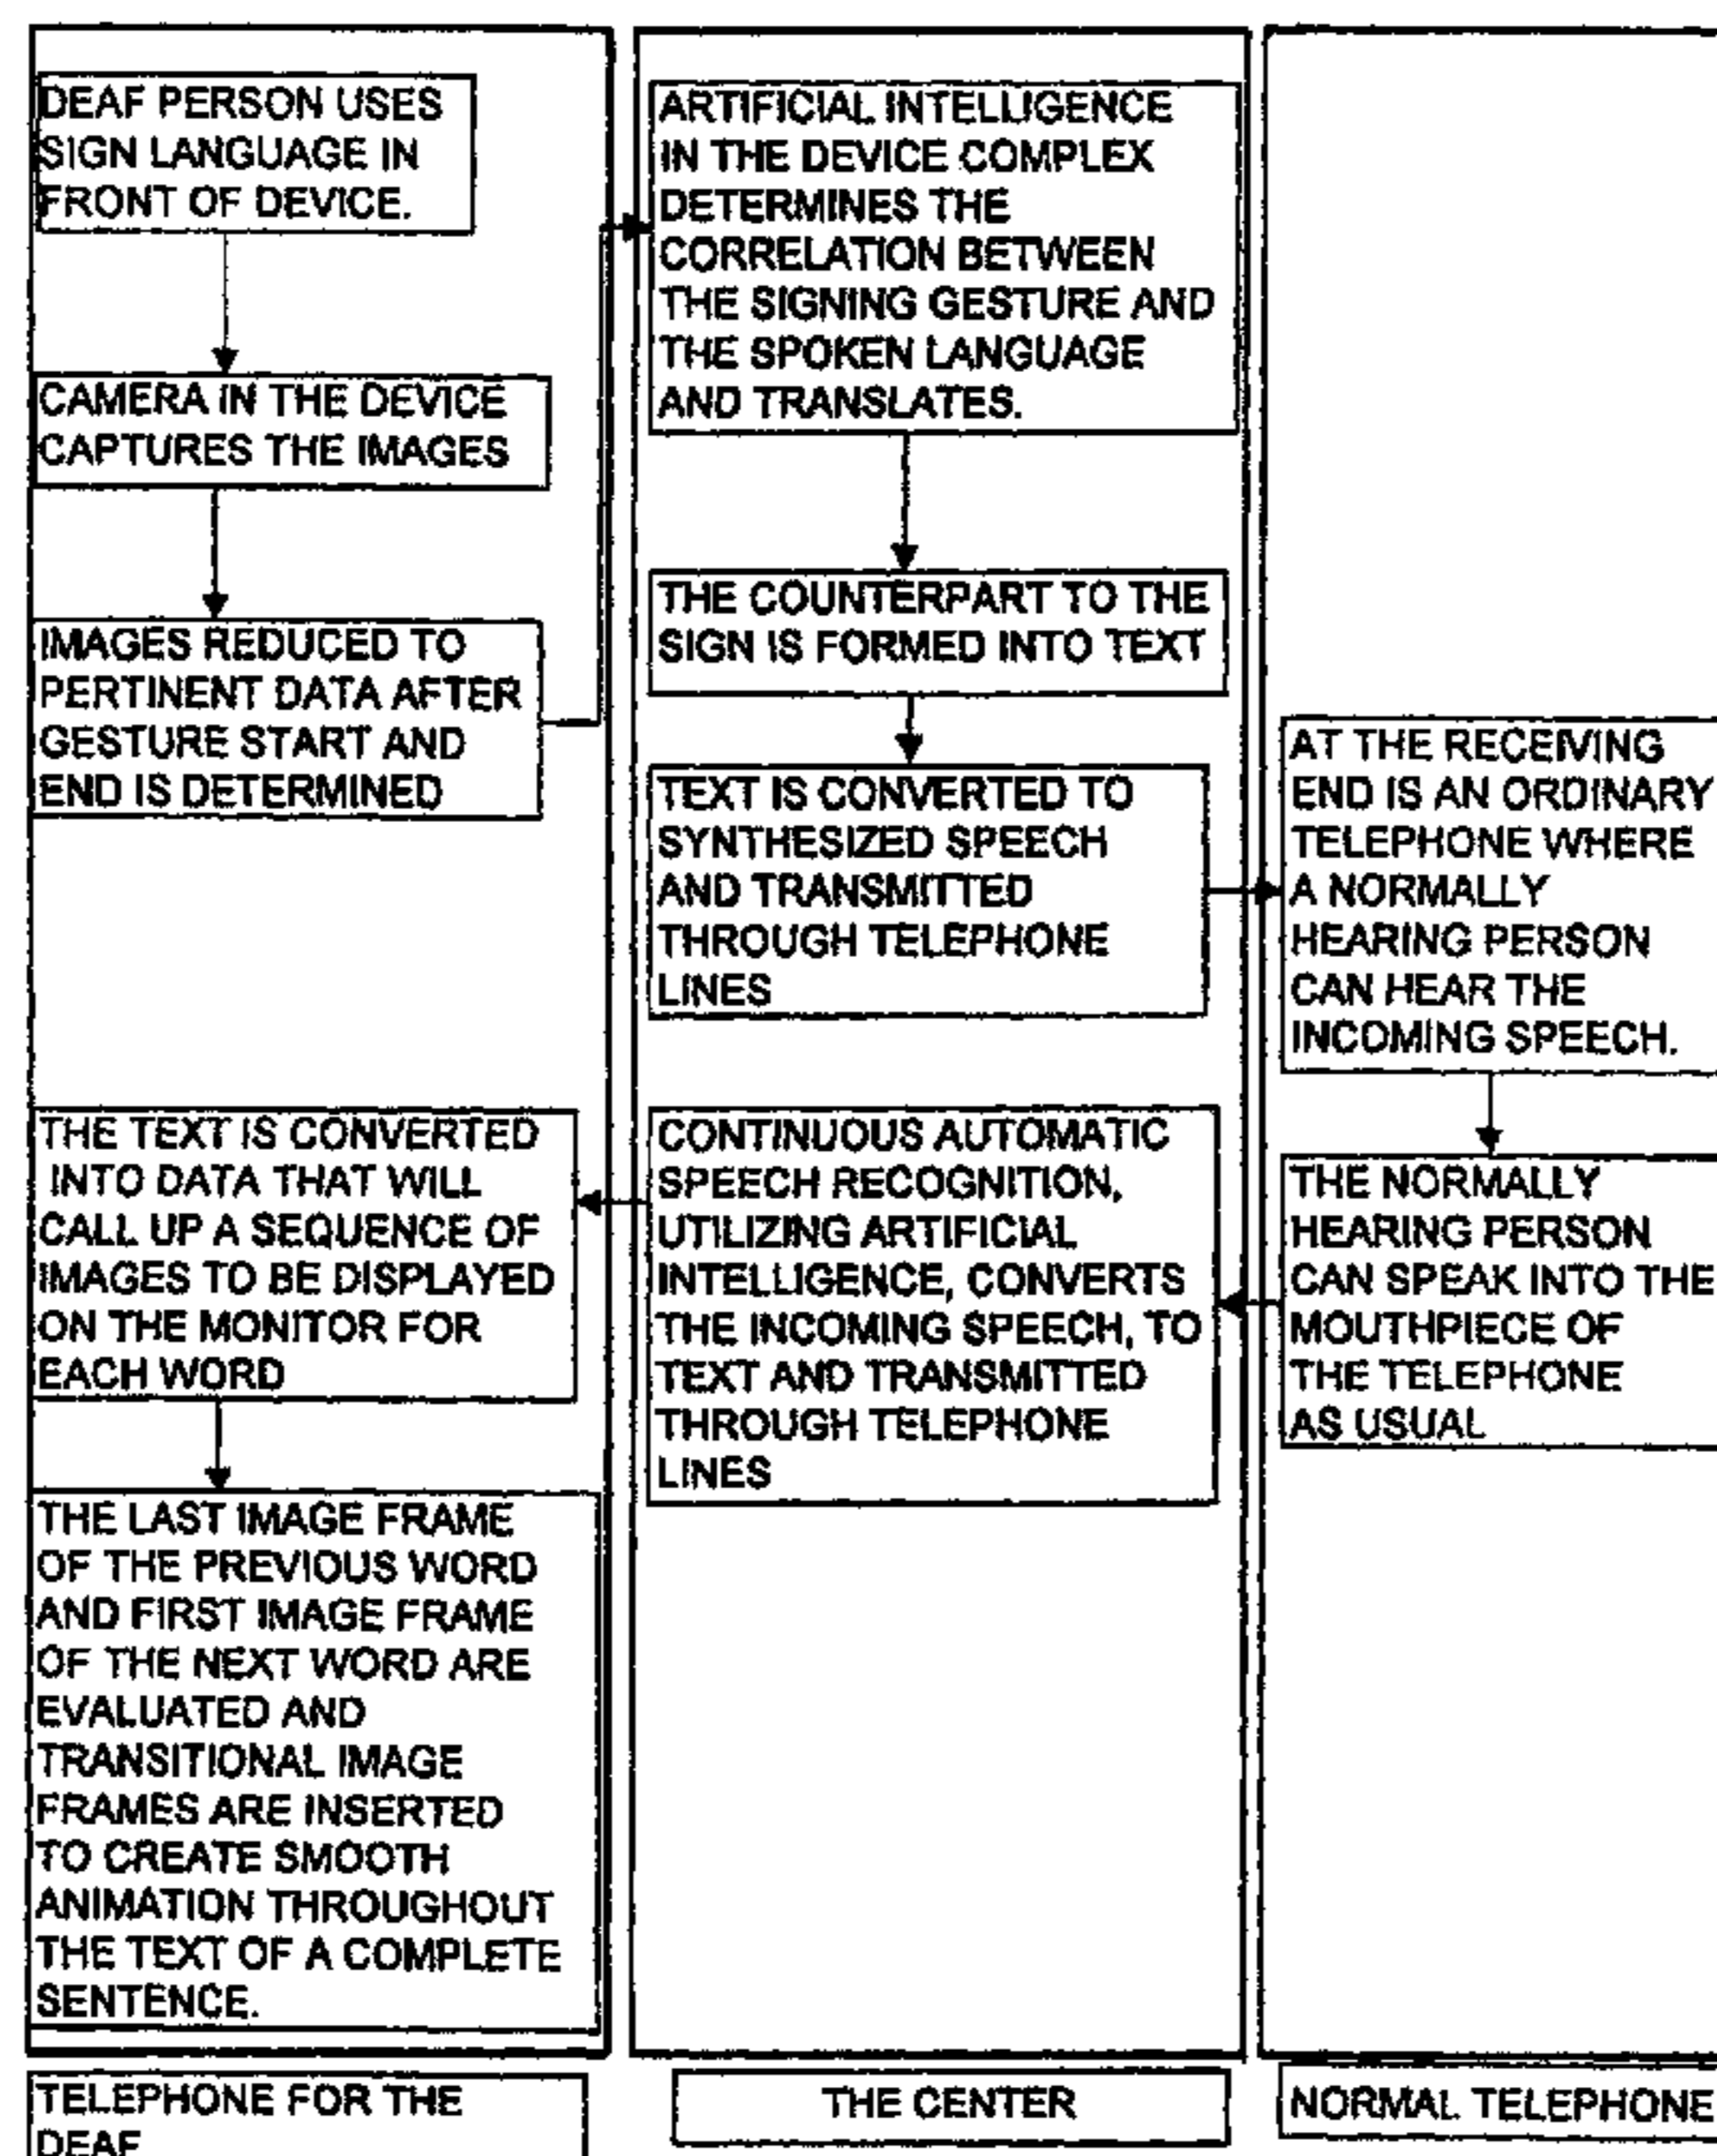 DEAF PERSON USES
SIGN LANGUAGE IN
FRONT OF DEVICE.
CAMERA IN THE DEVICE
CAPTURES THE IMAGES
IMAGES REDUCED TO
PERTINENT DATA AFTER
GESTURE START AND
END IS DETERMINED
THE TEXT IS CONVERTED
INTO DATA THAT WILL
CALL UP A SEQUENCE OF
IMAGES TO BE DISPLAYED
ON THE MONITOR FOR
EACH WORD
THE LAST IMAGE FRAME
OF THE PREVIOUS WORD
AND FIRST IMAGE FRAME
OF THE NEXT WORD ARE
EVALUATED AND
TRANSITIONAL IMAGE
FRAMES ARE INSERTED
TO CREATE SMOOTH
ANIMATION THROUGHOUT
THE TEXT OF A COMPLETE
SENTENCE.
TELEPHONE FOR THE
DEAF
ARTIFICIAL INTELLIGENCE
IN THE DEVICE COMPLEX
DETERMINES THE
CORRELATION BETWEEN
THE SIGNING GESTURE AND
THE SPOKEN LANGUAGE
AND TRANSLATES.
THE COUNTERPART TO THE
SIGN IS FORMED INTO TEXT
TEXT IS CONVERTED TO
SYNTHESIZED SPEECH
AND TRANSMITTED
THROUGH TELEPHONE
LINES
CONTINUOUS AUTOMATIC
SPEECH RECOGNITION,
UTILIZING ARTIFICIAL
INTELLIGENCE, CONVERTS
THE INCOMING SPEECH, TO
TEXT AND TRANSMITTED
THROUGH TELEPHONE
LINES
THE CENTER
AT THE RECEIVING
END IS AN ORDINARY
TELEPHONE WHERE
A NORMALLY
HEARING PERSON
CAN HEAR THE
INCOMING SPEECH.
THE NORMALLY
HEARING PERSON
CAN SPEAK INTO THE
MOUTHPIECE OF
THE TELEPHONE
AS USUAL
NORMAL TELEPHONE